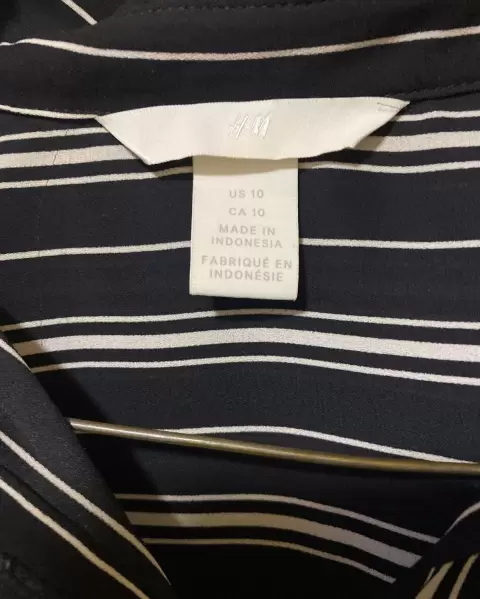 H&M
US 10
CA 10
MADE IN
INDONESIA
FABRIQUÉ EN
INDONÉSIE